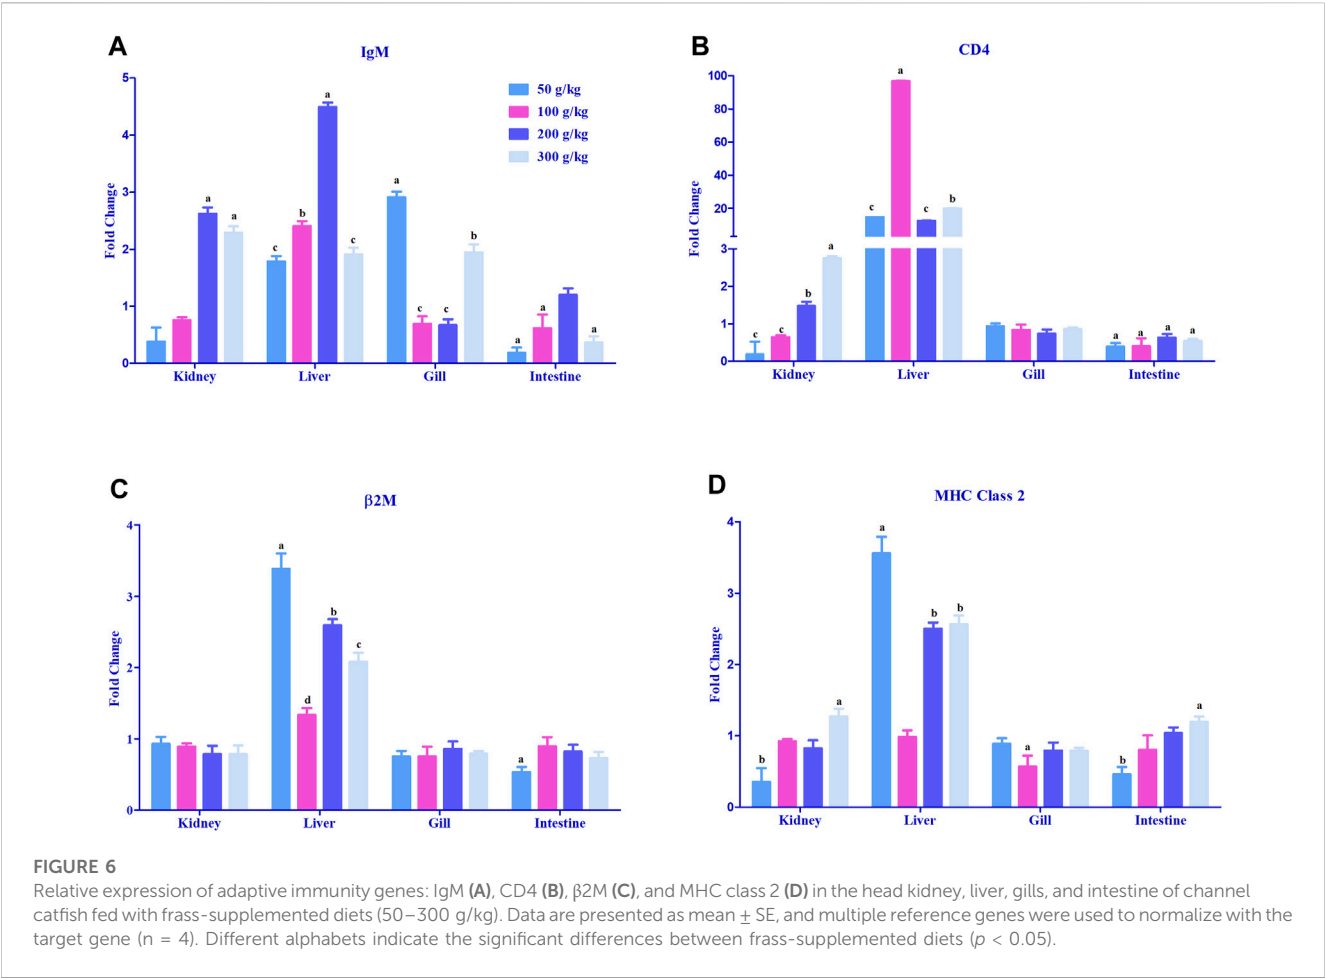 A
IgM
5
4
3
2
1
0
Fold Change
50 g/kg
100 g/kg
200 g/kg
300 g/kg
a
a
c
b
a
c
a
c
c
b
a
a
a
Kidney
Liver
Gill
Intestine
B
CD4
100
80
60
40
20
3
2
1
0
Fold Change
c
c
b
a
c
a
c
b
a
a
a
a
Kidney
Liver
Gill
Intestine
C
β2M
4
3
2
1
0
Fold Change
a
d
b
c
a
Kidney
Liver
Gill
Intestine
D
MHC Class 2
4
3
2
1
0
Fold Change
b
a
a
b
b
a
b
a
Kidney
Liver
Gill
Intestine
FIGURE 6
Relative expression of adaptive immunity genes: IgM (A), CD4 (B), β2M (C), and MHC class 2 (D) in the head kidney, liver, gills, and intestine of channel
catfish fed with frass-supplemented diets (50–300 g/kg). Data are presented as mean ± SE, and multiple reference genes were used to normalize with the
target gene (n = 4). Different alphabets indicate the significant differences between frass-supplemented diets (p < 0.05).